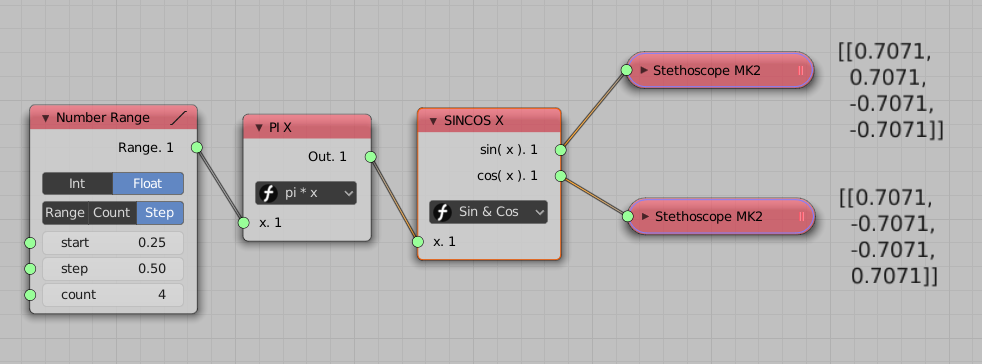 Number Range
Range. 1
Int Float
Range Count Step
start 0.25
step 0.50
count 4
PI X
Out. 1
pi * x
x. 1
SINCOS X
sin( x ). 1
cos( x ). 1
Sin & Cos
x. 1
Stethoscope MK2
[[0.7071,
0.7071,
-0.7071,
-0.7071]]
Stethoscope MK2
[[0.7071,
-0.7071,
-0.7071,
0.7071]]